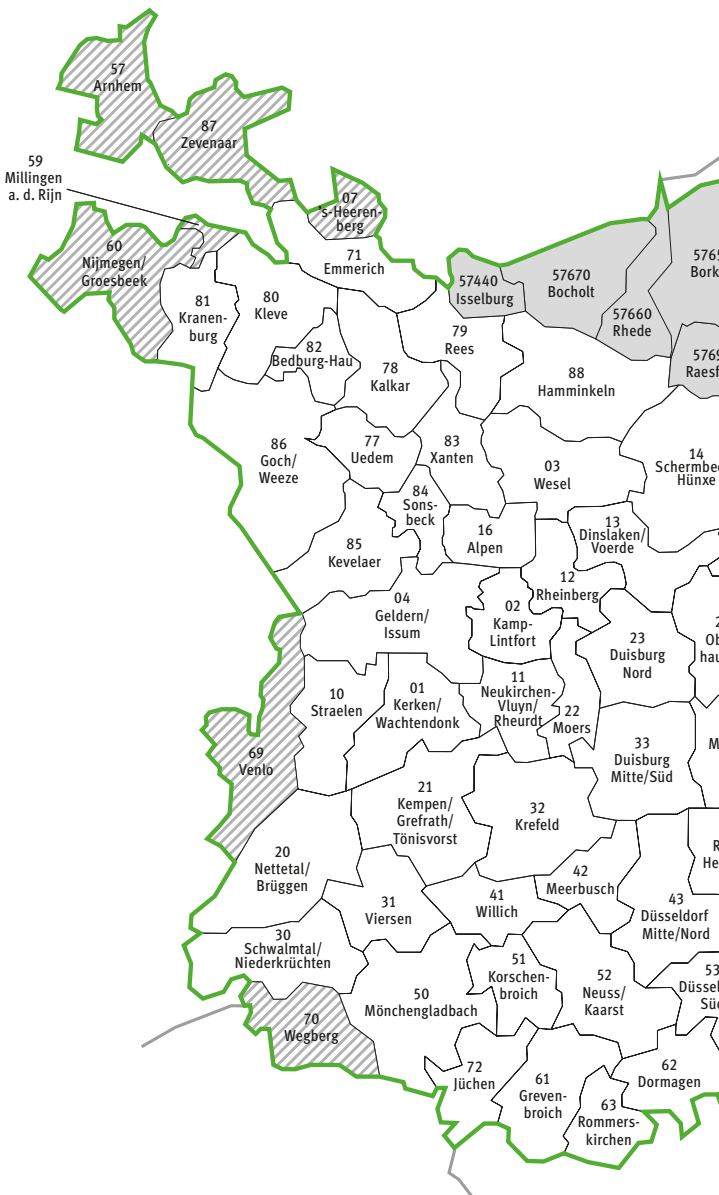 57
Arnhem
87
Zevenaar
59
Millingen
a. d. Rijn
07
's-Heeren-
berg
60
Nijmegen/
Groesbeek
71
Emmerich
57440
Isselburg
57670
Bocholt
57660
Rhede
81
Kranen-
burg
80
Kleve
82
Bedburg-Hau
78
Kalkar
79
Rees
88
Hamminkeln
86
Goch/
Weeze
77
Uedem
83
Xanten
03
Wesel
14
84
Sons-
beck
16
Alpen
13
Dinslaken/
Voerde
Hünxe
85
Kevelaer
04
Geldern/
Issum
02
Kamp-
Lintfort
12
Rheinberg
23
Duisburg
Nord
10
Straelen
01
Kerken/
Wachtendonk
11
Neukirchen-
Vluyn/
Rheurdt
22
Moers
69
Venlo
33
Duisburg
Mitte/Süd
21
Kempen/
Grefrath/
Tönisvorst
32
Krefeld
20
Nettetal/
Brüggen
31
Viersen
41
Willich
42
Meerbusch
43
Düsseldorf
Mitte/Nord
30
Schwalmtal/
Niederkrüchten
51
Korschen-
broich
52
Neuss/
Kaarst
53
50
Mönchengladbach
70
Wegberg
72
Jüchen
61
Greven-
broich
62
Dormagen
63
Rommers-
kirchen